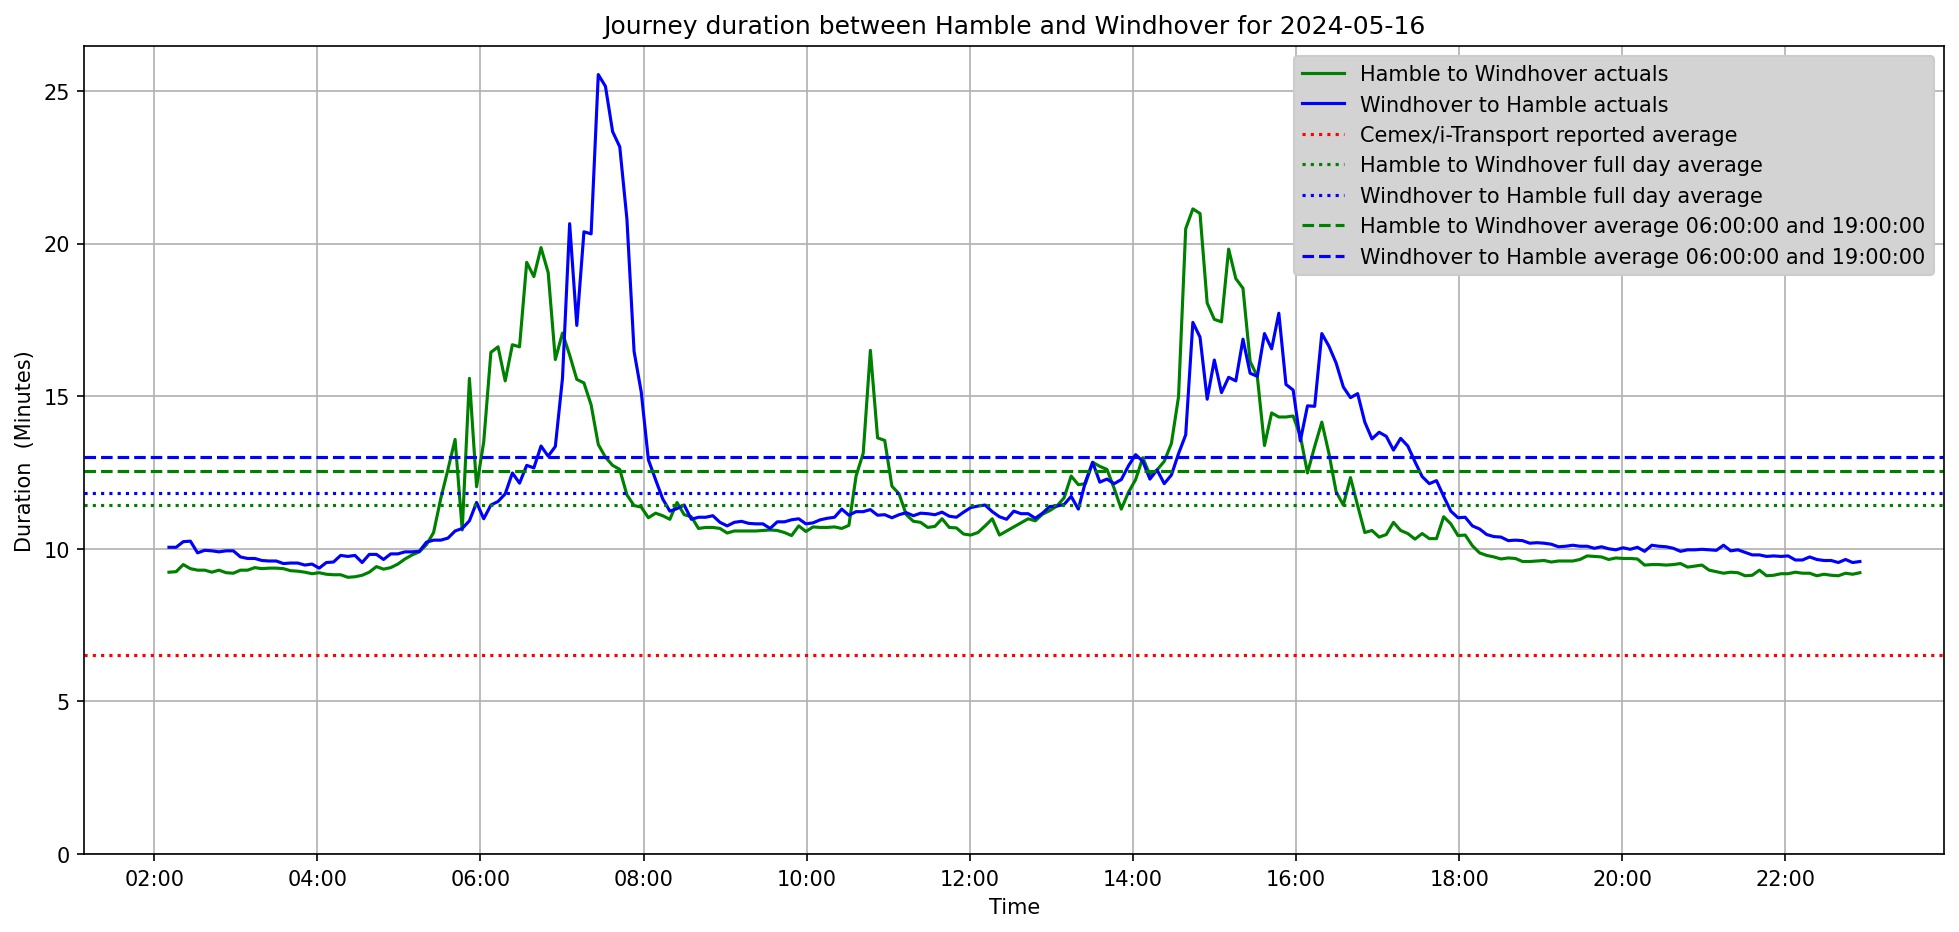 Journey duration between Hamble and Windhover for 2024-05-16
Hamble to Windhover actuals
Windhover to Hamble actuals
Cemex/i-Transport reported average
Hamble to Windhover full day average
Windhover to Hamble full day average
Hamble to Windhover average 06:00:00 and 19:00:00
Windhover to Hamble average 06:00:00 and 19:00:00
Duration  (Minutes)
25
20
15
10
5
0
02:00 04:00 06:00 08:00 10:00 12:00 14:00 16:00 18:00 20:00 22:00
Time